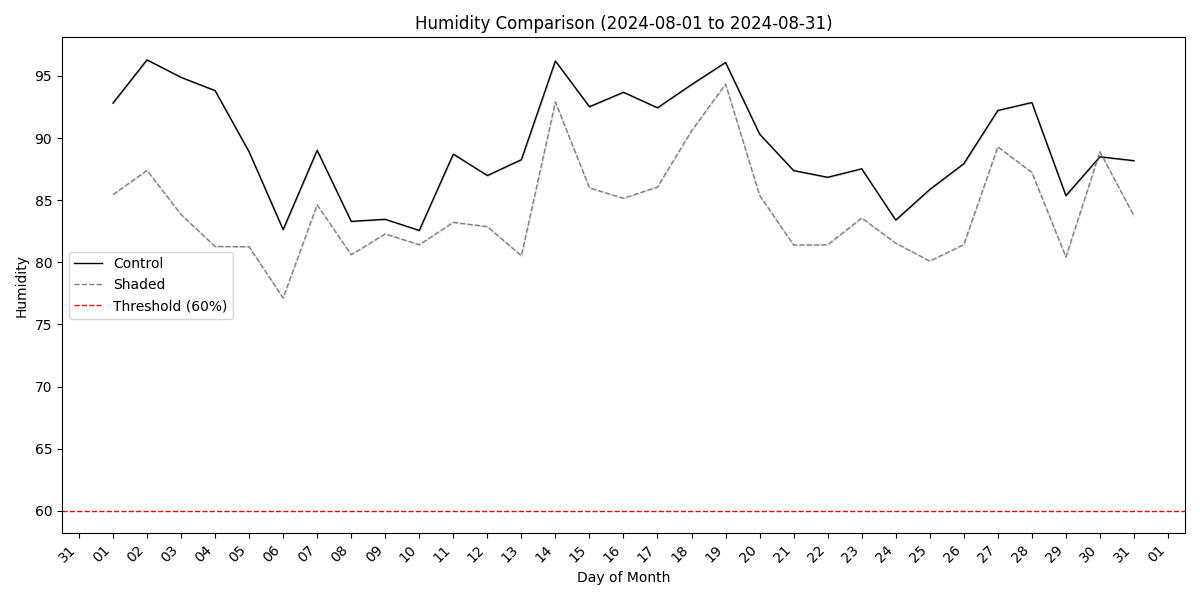 Humidity Comparison (2024-08-01 to 2024-08-31)
Humidity
95
90
85
80
75
70
65
60
Control
Shaded
Threshold (60%)
31 01 02 03 04 05 06 07 08 09 10 11 12 13 14 15 16 17 18 19 20 21 22 23 24 25 26 27 28 29 30 31 01
Day of Month